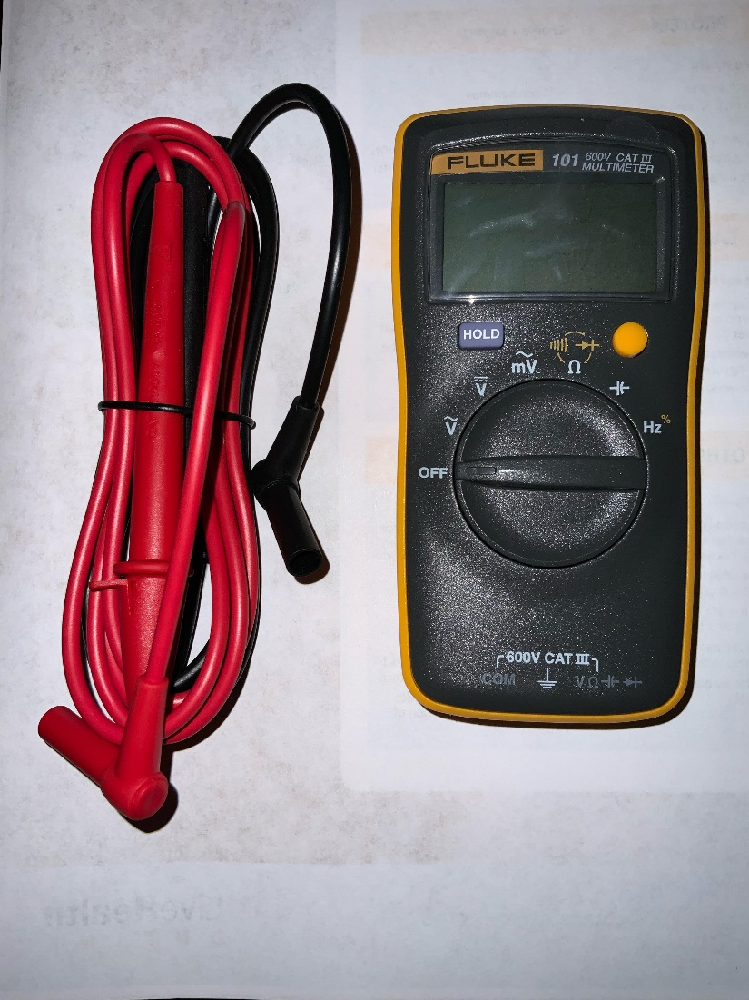 FLUKE 101 600V CAT III
MULTIMETER
HOLD
mV
Ω
V
Hz%
V
OFF
600V CAT III
COM VΩ